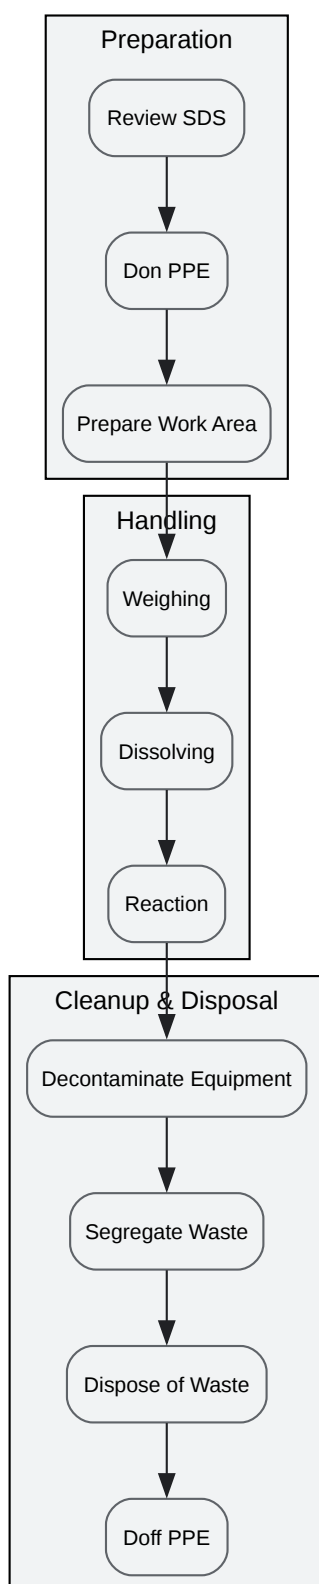 Preparation
Review SDS
Don PPE
Prepare Work Area
Handling
Weighing
Dissolving
Reaction
Cleanup & Disposal
Decontaminate Equipment
Segregate Waste
Dispose of Waste
Doff PPE